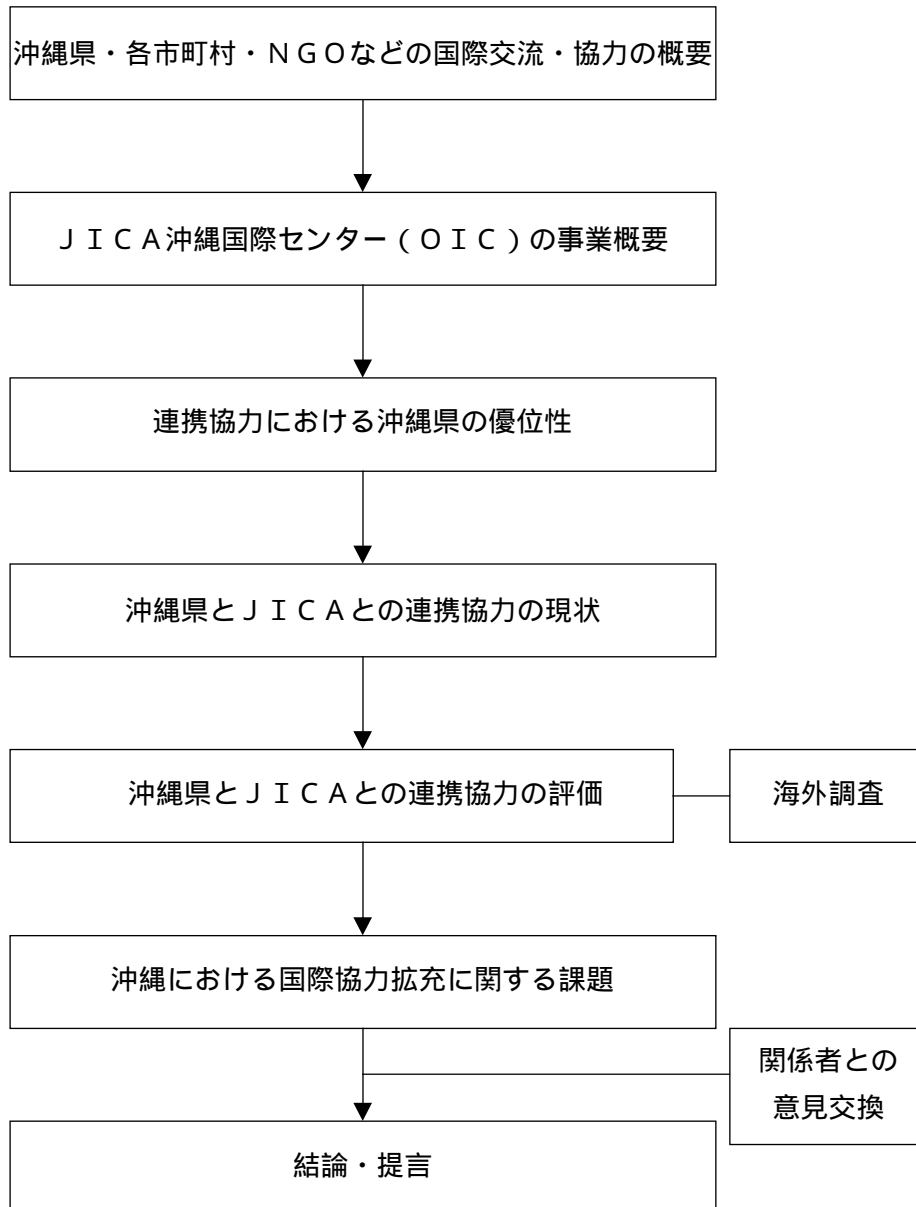 沖縄県・各市町村・ＮＧＯなどの国際交流・協力の概要
ＪＩＣＡ沖縄国際センター（ＯＩＣ）の事業概要
連携協力における沖縄県の優位性
沖縄県とＪＩＣＡとの連携協力の現状
沖縄県とＪＩＣＡとの連携協力の評価
海外調査
沖縄における国際協力拡充に関する課題
関係者との
意見交換
結論・提言